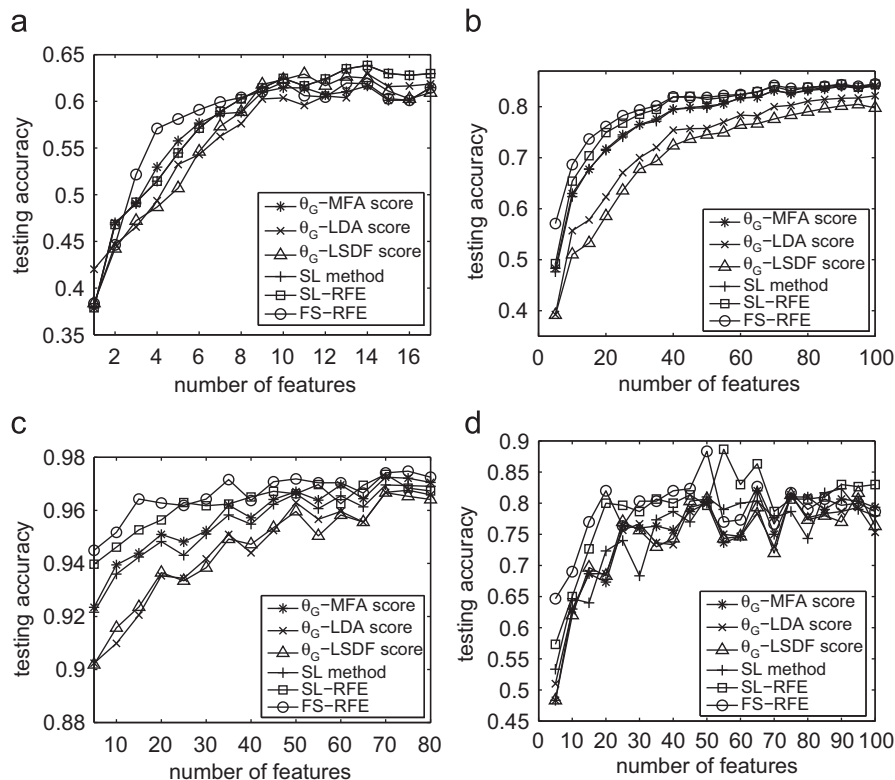 a
0.65
0.6
0.55
0.5
0.45
0.4
0.35
testing accuracy
2 4 6 8 10 12 14 16
number of features
θG−MFA score
θG−LDA score
θG−LSDF score
SL method
SL−RFE
FS−RFE
b
0.8
0.7
0.6
0.5
0.4
testing accuracy
0 20 40 60 80 100
number of features
θG−MFA score
θG−LDA score
θG−LSDF score
SL method
SL−RFE
FS−RFE
c
0.98
0.96
0.94
0.92
0.9
0.88
testing accuracy
10 20 30 40 50 60 70 80
number of features
θG−MFA score
θG−LDA score
θG−LSDF score
SL method
SL−RFE
FS−RFE
d
0.9
0.85
0.8
0.75
0.7
0.65
0.6
0.55
0.5
0.45
testing accuracy
0 10 20 30 40 50 60 70 80 90 100
number of features
θG−MFA score
θG−LDA score
θG−LSDF score
SL method
SL−RFE
FS−RFE